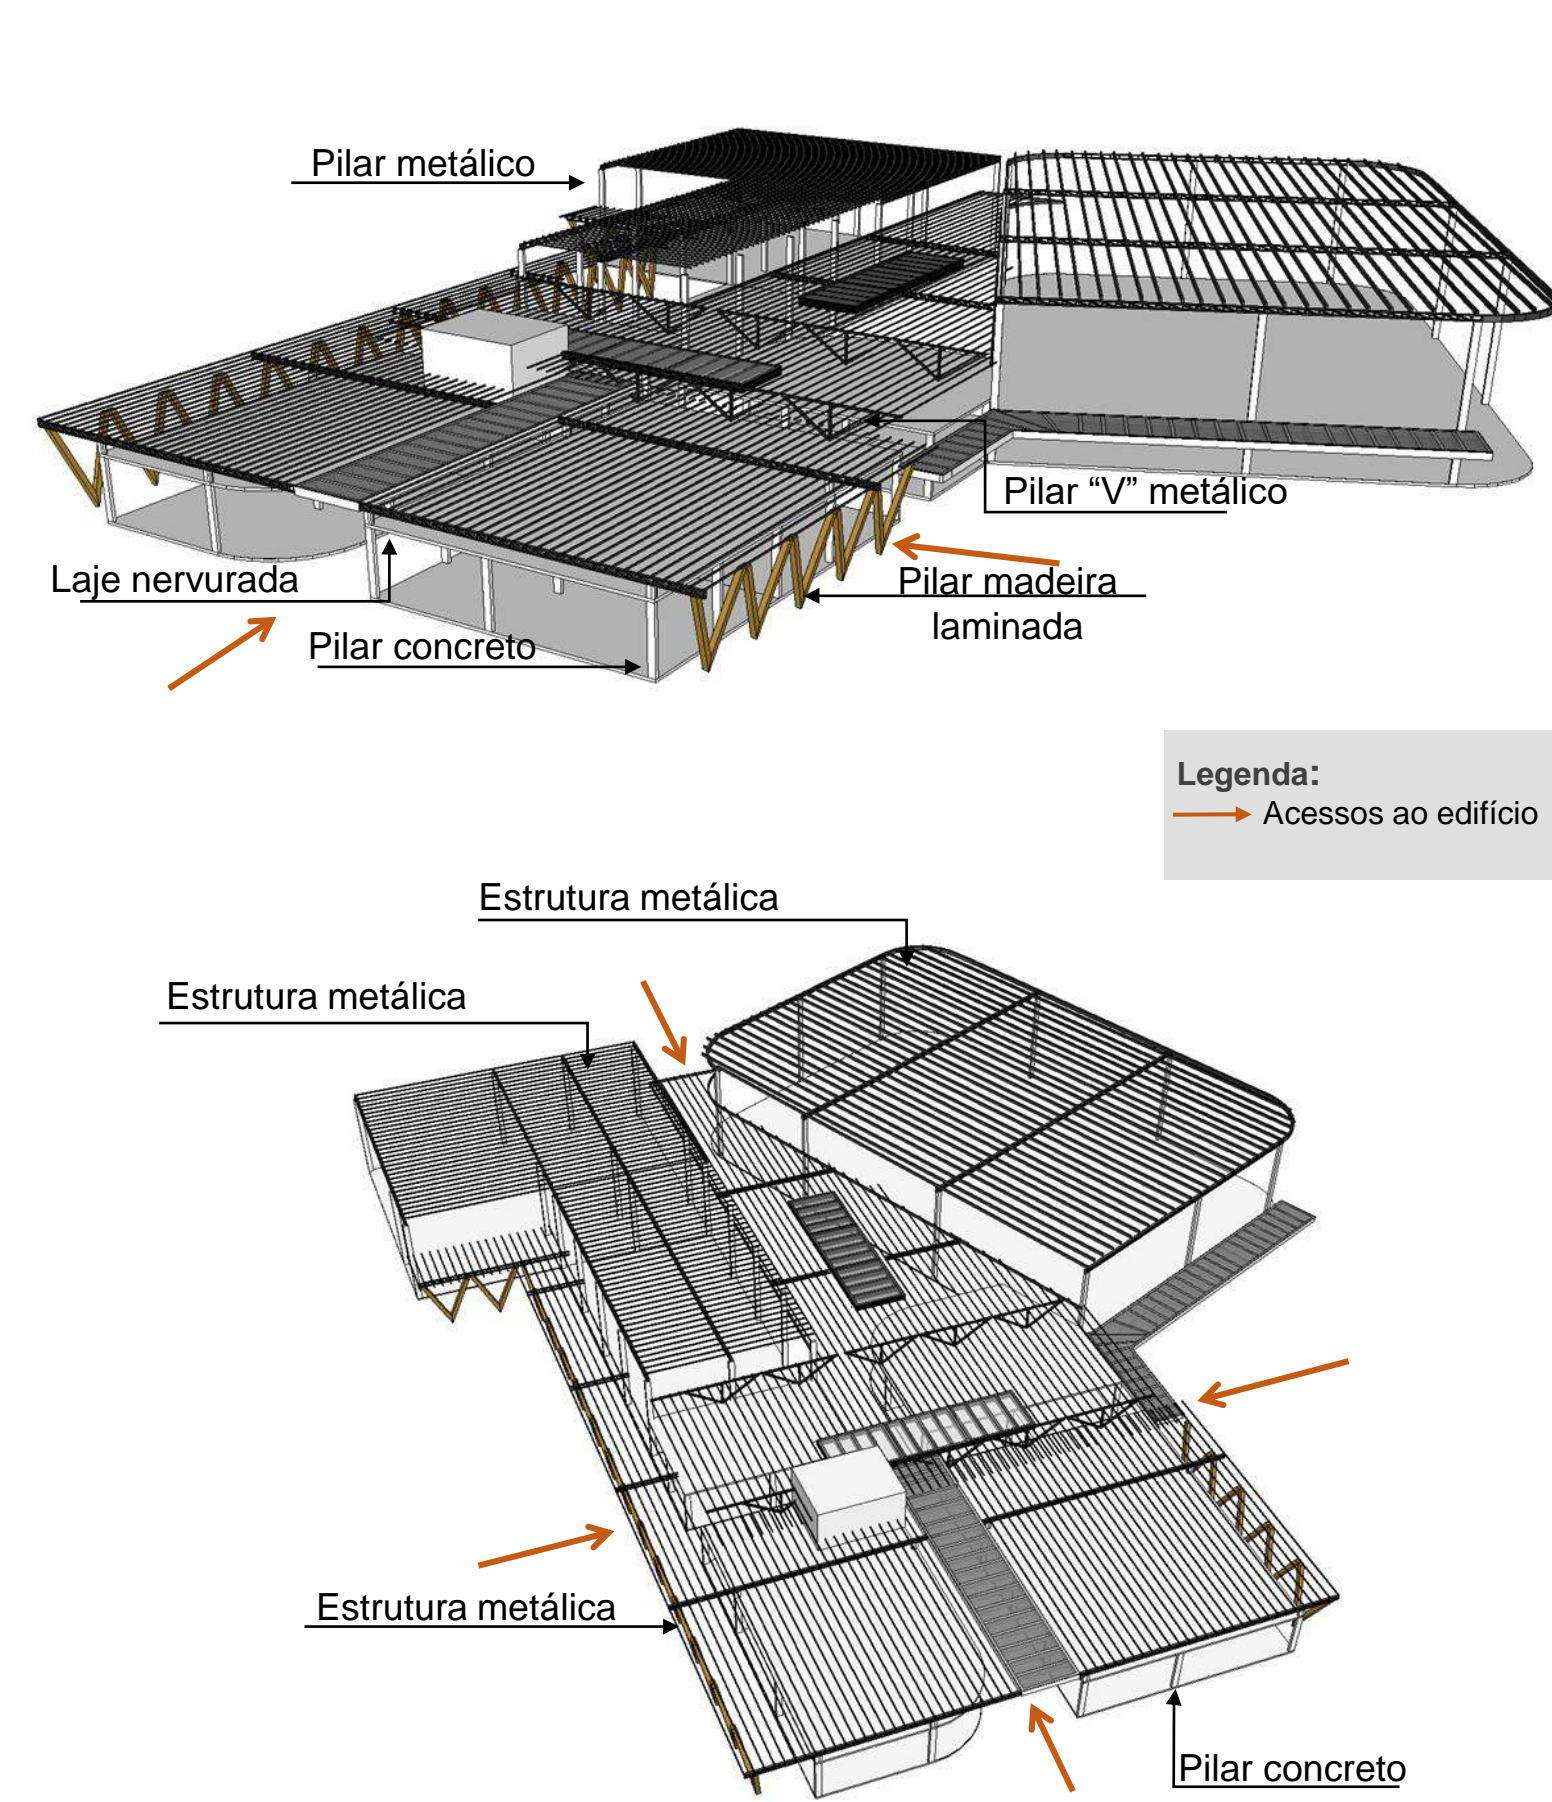 Pilar metálico
Pilar “V” metálico
Laje nervurada
Pilar madeira
laminada
Pilar concreto
Legenda:
Acessos ao edifício
Estrutura metálica
Estrutura metálica
Estrutura metálica
Pilar concreto